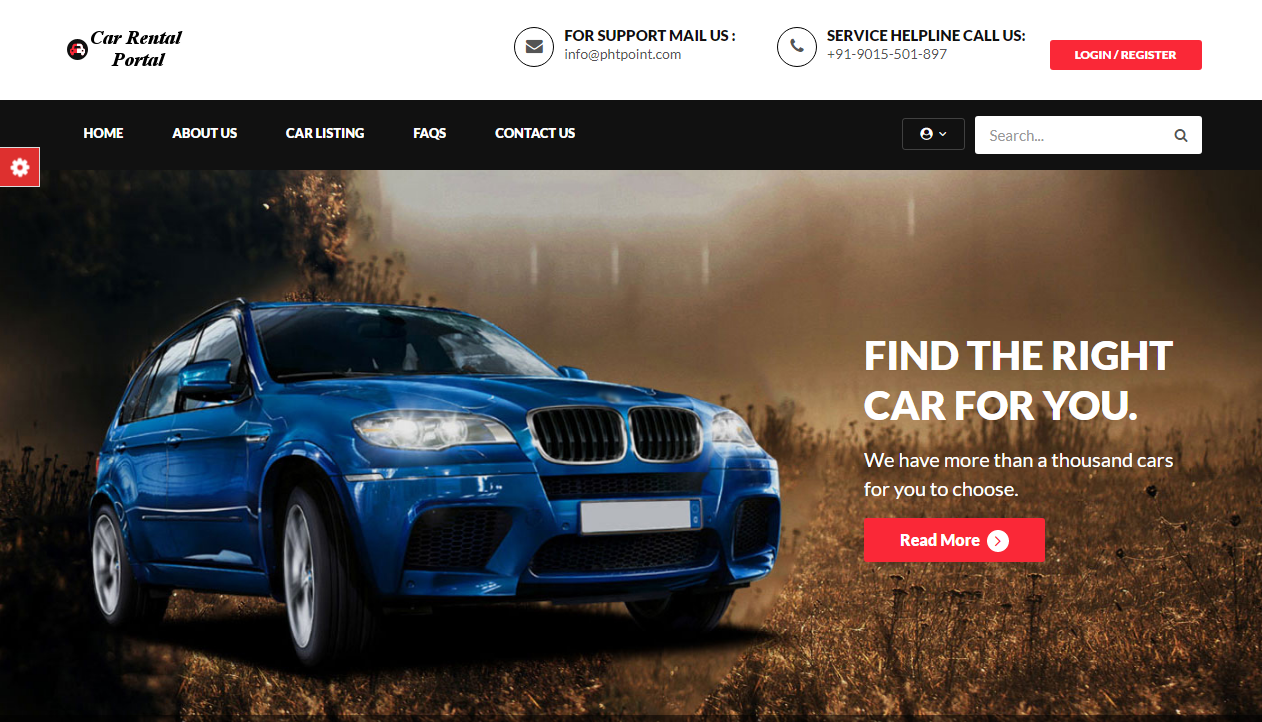 Car Rental
Portal
FOR SUPPORT MAIL US :
info@phtpoint.com
SERVICE HELPLINE CALL US:
+91-9015-501-897
LOGIN / REGISTER
HOME
ABOUT US
CAR LISTING
FAQS
CONTACT US
Search...
FIND THE RIGHT
CAR FOR YOU.
We have more than a thousand cars
for you to choose.
Read More